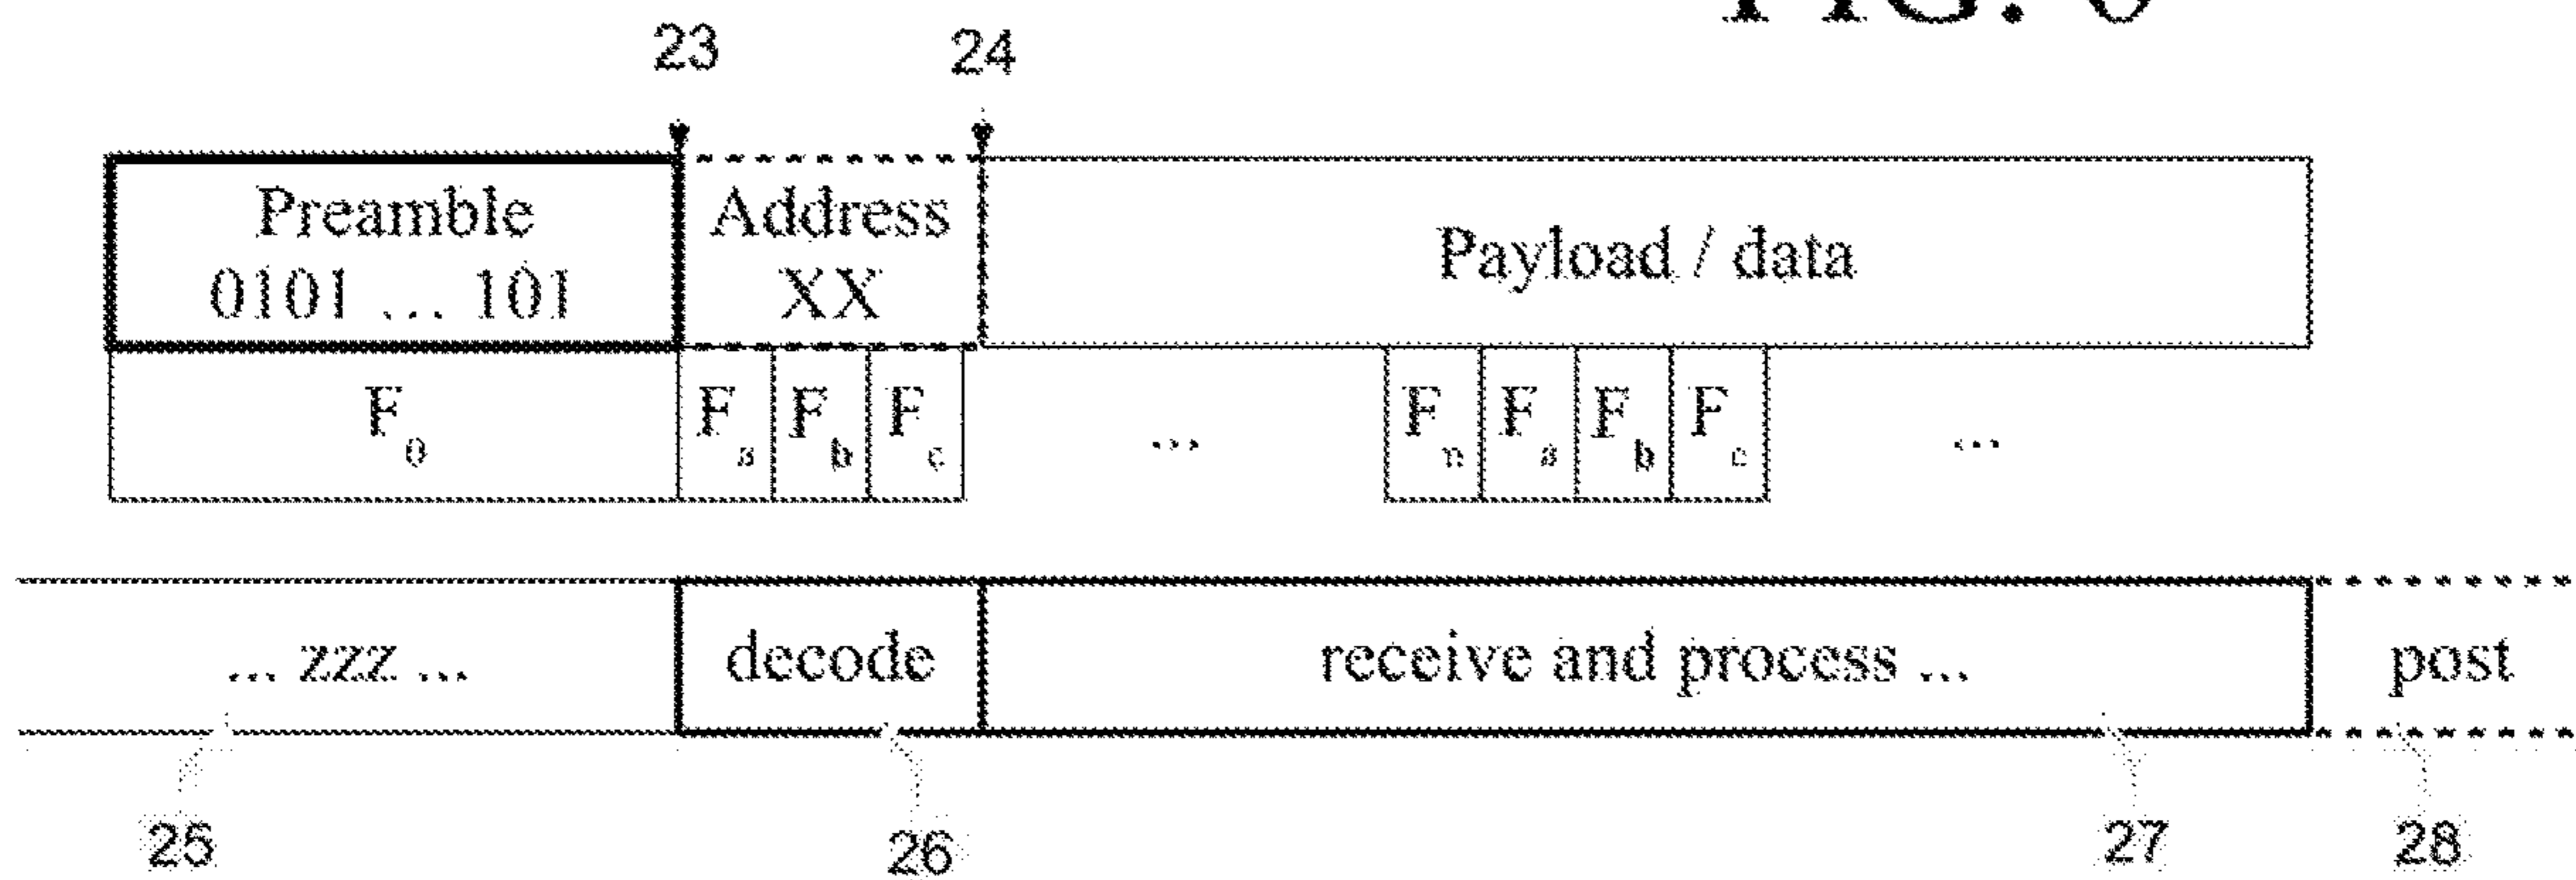 23 24
Preamble Address
0101 ... 101 XX
Payload / data
F0 Fa Fb Fc ... Fn Fa Fb Fc ...
... zzz ... decode receive and process ... post
25 26 27 28